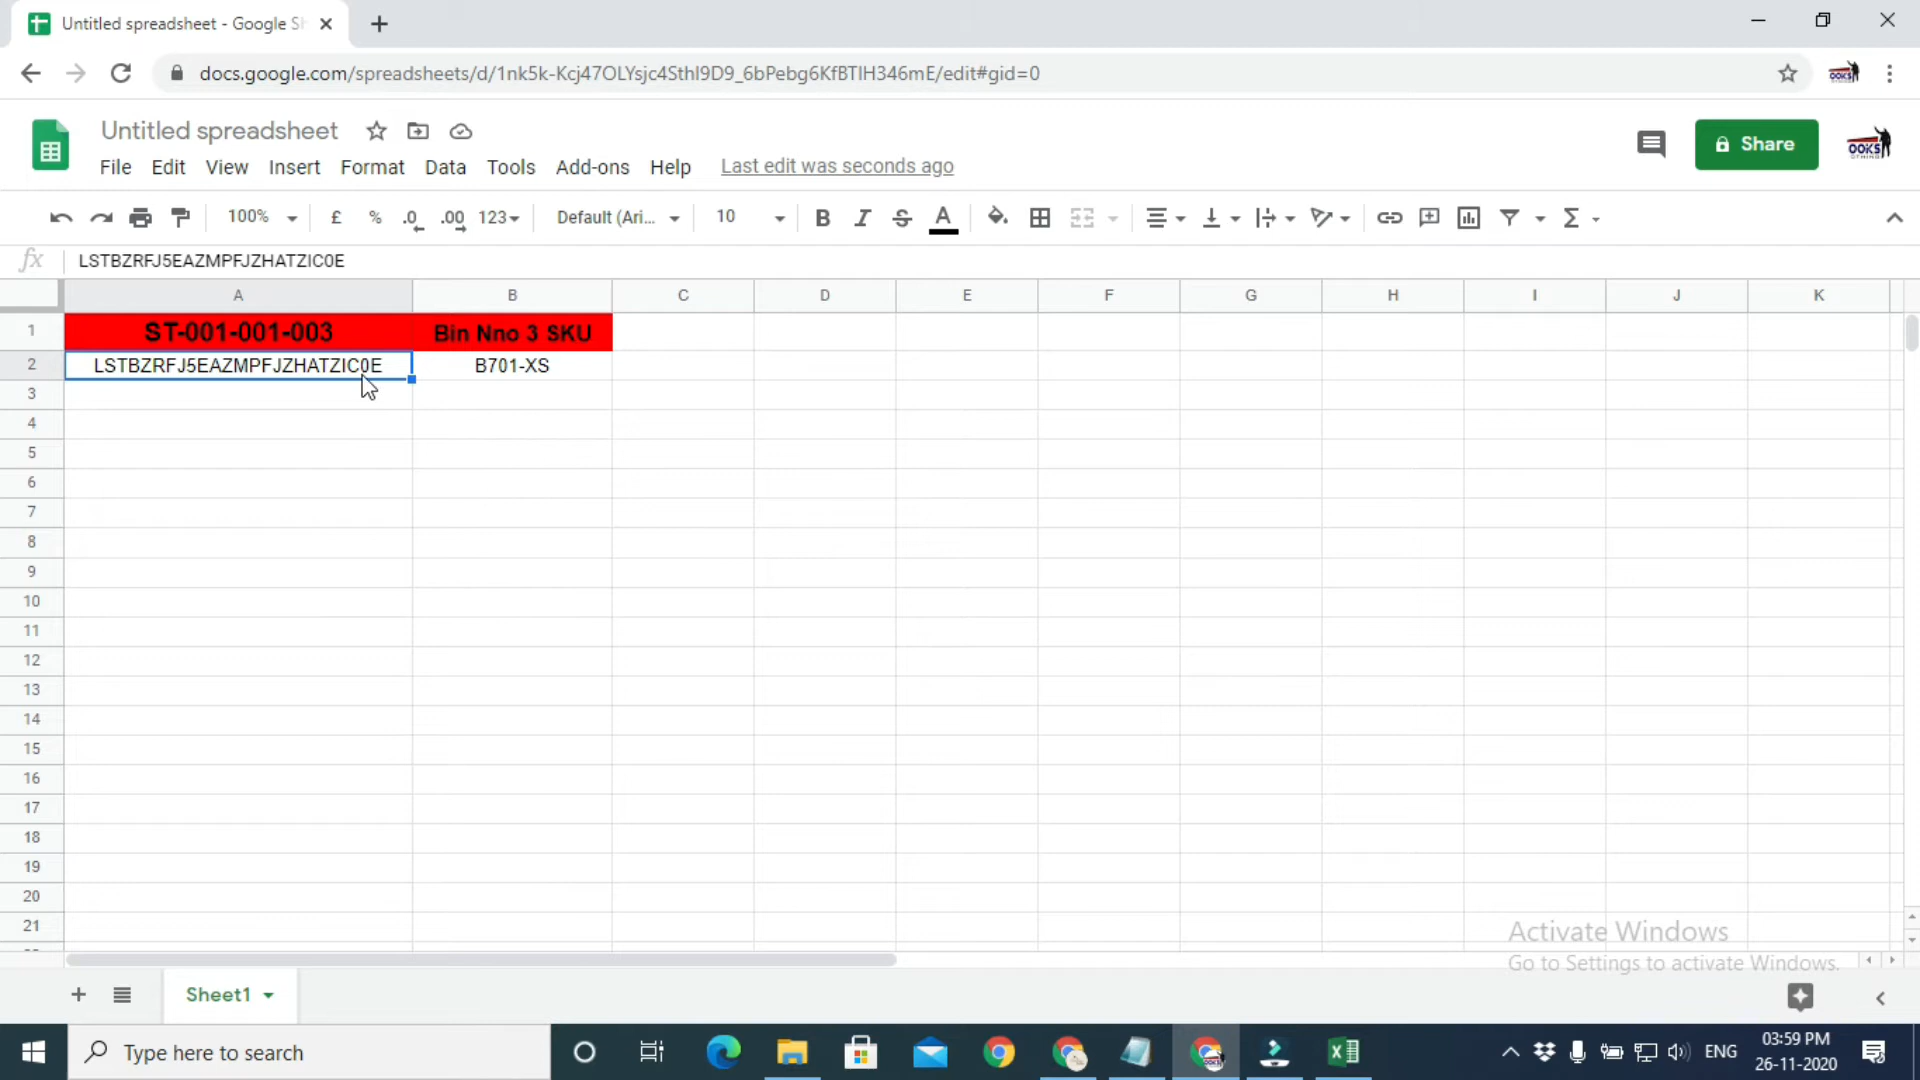 Untitled spreadsheet - Google Sh
docs.google.com/spreadsheets/d/1nk5k-Kcj47OLYsjc4SthI9D9_6bPebg6KfBTIH346mE/edit#gid=0
Untitled spreadsheet
File Edit View Insert Format Data Tools Add-ons Help Last edit was seconds ago
Share
OOKS
100% £ % .0 .00 123 Default (Ari... 10 B I S A Σ
fx LSTBZRFJ5EAZMPFJZHATZIC0E
A B C D E F G H I J K
1 ST-001-001-003 Bin Nno 3 SKU
2 LSTBZRFJ5EAZMPFJZHATZIC0E B701-XS
3
4
5
6
7
8
9
10
11
12
13
14
15
16
17
18
19
20
21
Activate Windows
Go to Settings to activate Windows.
Sheet1
Type here to search
ENG
03:59 PM
26-11-2020